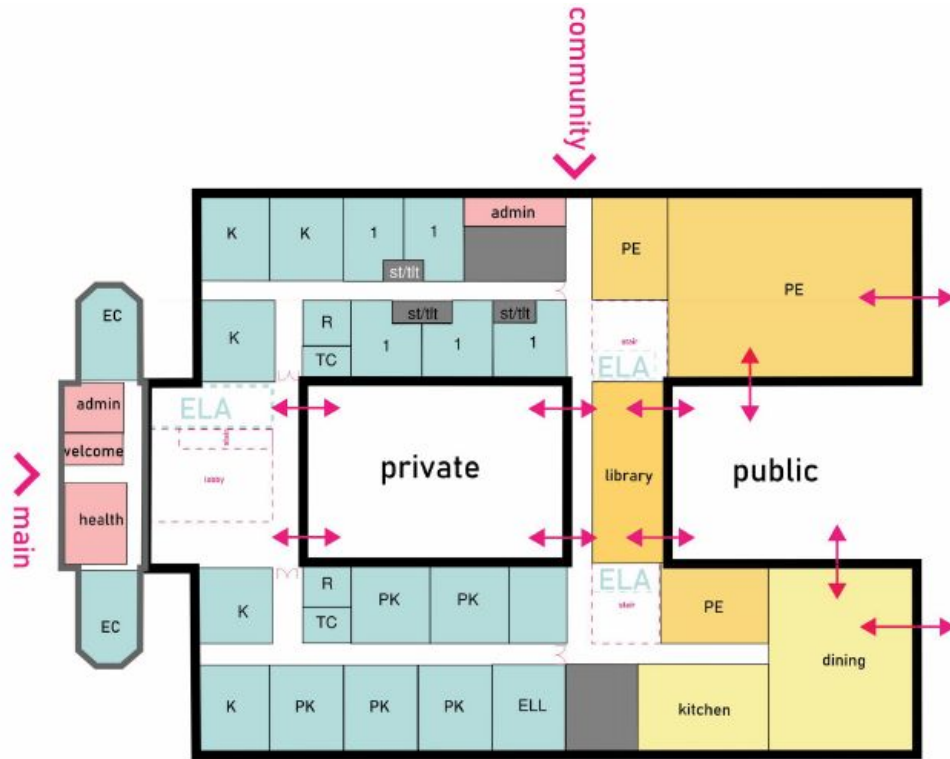 community
K
K
1
1
admin
PE
st/tlt
PE
EC
K
R
st/tlt
st/tlt
stair
TC
1
1
1
ELA
admin
ELA
stair
welcome
private
public
lobby
library
main
health
ELA
R
PK
PK
K
stair
PE
TC
EC
dining
K
PK
PK
PK
ELL
kitchen